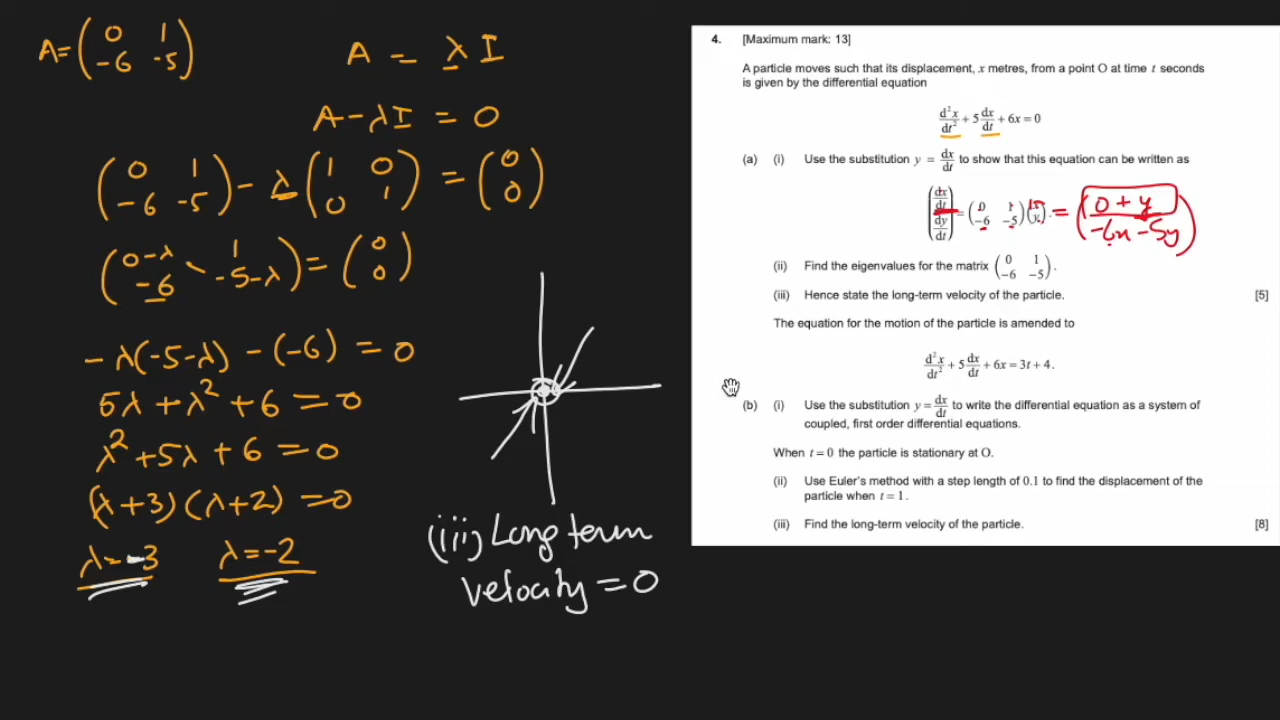 A = ( 0 1 )
( -6 -5 )
A = λI
A - λI = 0
( 0 1 ) - λ ( 1 0 ) = ( 0 )
( -6 -5 ) ( 0 1 ) ( 0 )
( 0-λ 1 ) = ( 0 )
( -6 -5-λ ) ( 0 )
-λ(-5-λ) - (-6) = 0
5λ + λ² + 6 = 0
λ² + 5λ + 6 = 0
(λ+3)(λ+2) = 0
λ = -3 λ = -2
(iii) Long term
velocity = 0
4. [Maximum mark: 13]
A particle moves such that its displacement, x metres, from a point O at time t seconds
is given by the differential equation
d²x/dt² + 5 dx/dt + 6x = 0
(a) (i) Use the substitution y = dx/dt to show that this equation can be written as
( dx/dt ) = ( 0 1 ) ( x ) . = ( 0 + y )
( dy/dt ) ( -6 -5 ) ( y ) ( -6x - 5y )
(ii) Find the eigenvalues for the matrix ( 0 1 )
( -6 -5 ) .
(iii) Hence state the long-term velocity of the particle. [5]
The equation for the motion of the particle is amended to
d²x/dt² + 5 dx/dt + 6x = 3t + 4.
(b) (i) Use the substitution y = dx/dt to write the differential equation as a system of
coupled, first order differential equations.
When t = 0 the particle is stationary at O.
(ii) Use Euler's method with a step length of 0.1 to find the displacement of the
particle when t = 1.
(iii) Find the long-term velocity of the particle. [8]